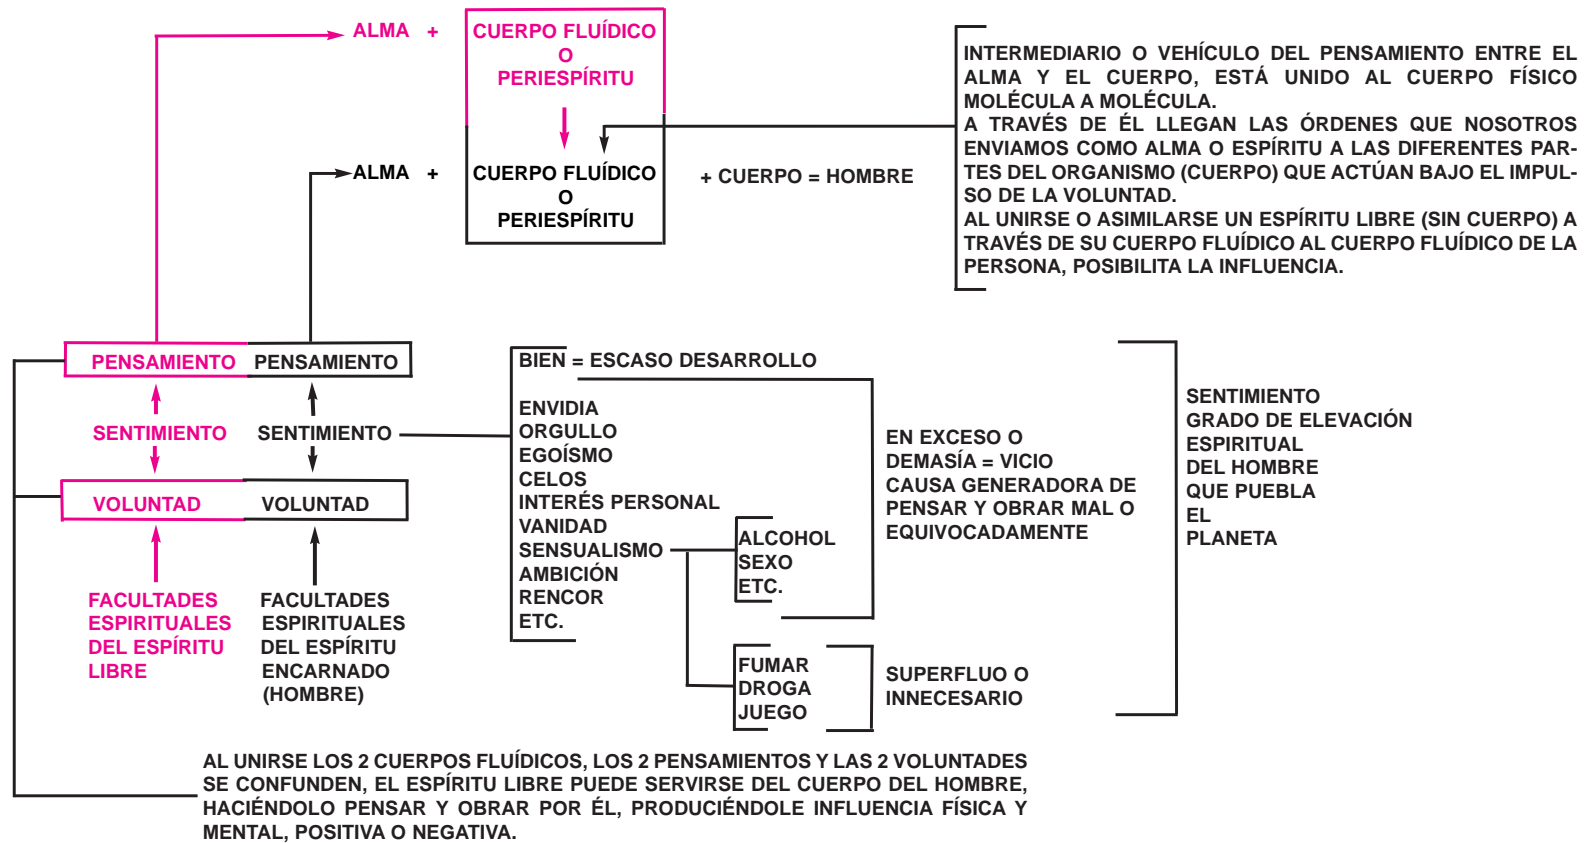 ALMA +
CUERPO FLUÍDICO
O
PERIESPÍRITU
ALMA +
CUERPO FLUÍDICO
O
PERIESPÍRITU
+ CUERPO = HOMBRE
INTERMEDIARIO O VEHÍCULO DEL PENSAMIENTO ENTRE EL
ALMA Y EL CUERPO, ESTÁ UNIDO AL CUERPO FÍSICO
MOLÉCULA A MOLÉCULA.
A TRAVÉS DE ÉL LLEGAN LAS ÓRDENES QUE NOSOTROS
ENVIAMOS COMO ALMA O ESPÍRITU A LAS DIFERENTES PAR-
TES DEL ORGANISMO (CUERPO) QUE ACTÚAN BAJO EL IMPUL-
SO DE LA VOLUNTAD.
AL UNIRSE O ASIMILARSE UN ESPÍRITU LIBRE (SIN CUERPO) A
TRAVÉS DE SU CUERPO FLUÍDICO AL CUERPO FLUÍDICO DE LA
PERSONA, POSIBILITA LA INFLUENCIA.
PENSAMIENTO
SENTIMIENTO
VOLUNTAD
FACULTADES
ESPIRITUALES
DEL ESPÍRITU
LIBRE
PENSAMIENTO
SENTIMIENTO
VOLUNTAD
FACULTADES
ESPIRITUALES
DEL ESPÍRITU
ENCARNADO
(HOMBRE)
BIEN = ESCASO DESARROLLO
ENVIDIA
ORGULLO
EGOÍSMO
CELOS
INTERÉS PERSONAL
VANIDAD
SENSUALISMO
AMBICIÓN
RENCOR
ETC.
ALCOHOL
SEXO
ETC.
FUMAR
DROGA
JUEGO
EN EXCESO O
DEMASÍA = VICIO
CAUSA GENERADORA DE
PENSAR Y OBRAR MAL O
EQUIVOCADAMENTE
SUPERFLUO O
INNECESARIO
SENTIMIENTO
GRADO DE ELEVACIÓN
ESPIRITUAL
DEL HOMBRE
QUE PUEBLA
EL
PLANETA
AL UNIRSE LOS 2 CUERPOS FLUÍDICOS, LOS 2 PENSAMIENTOS Y LAS 2 VOLUNTADES
SE CONFUNDEN, EL ESPÍRITU LIBRE PUEDE SERVIRSE DEL CUERPO DEL HOMBRE,
HACIÉNDOLO PENSAR Y OBRAR POR ÉL, PRODUCIÉNDOLE INFLUENCIA FÍSICA Y
MENTAL, POSITIVA O NEGATIVA.